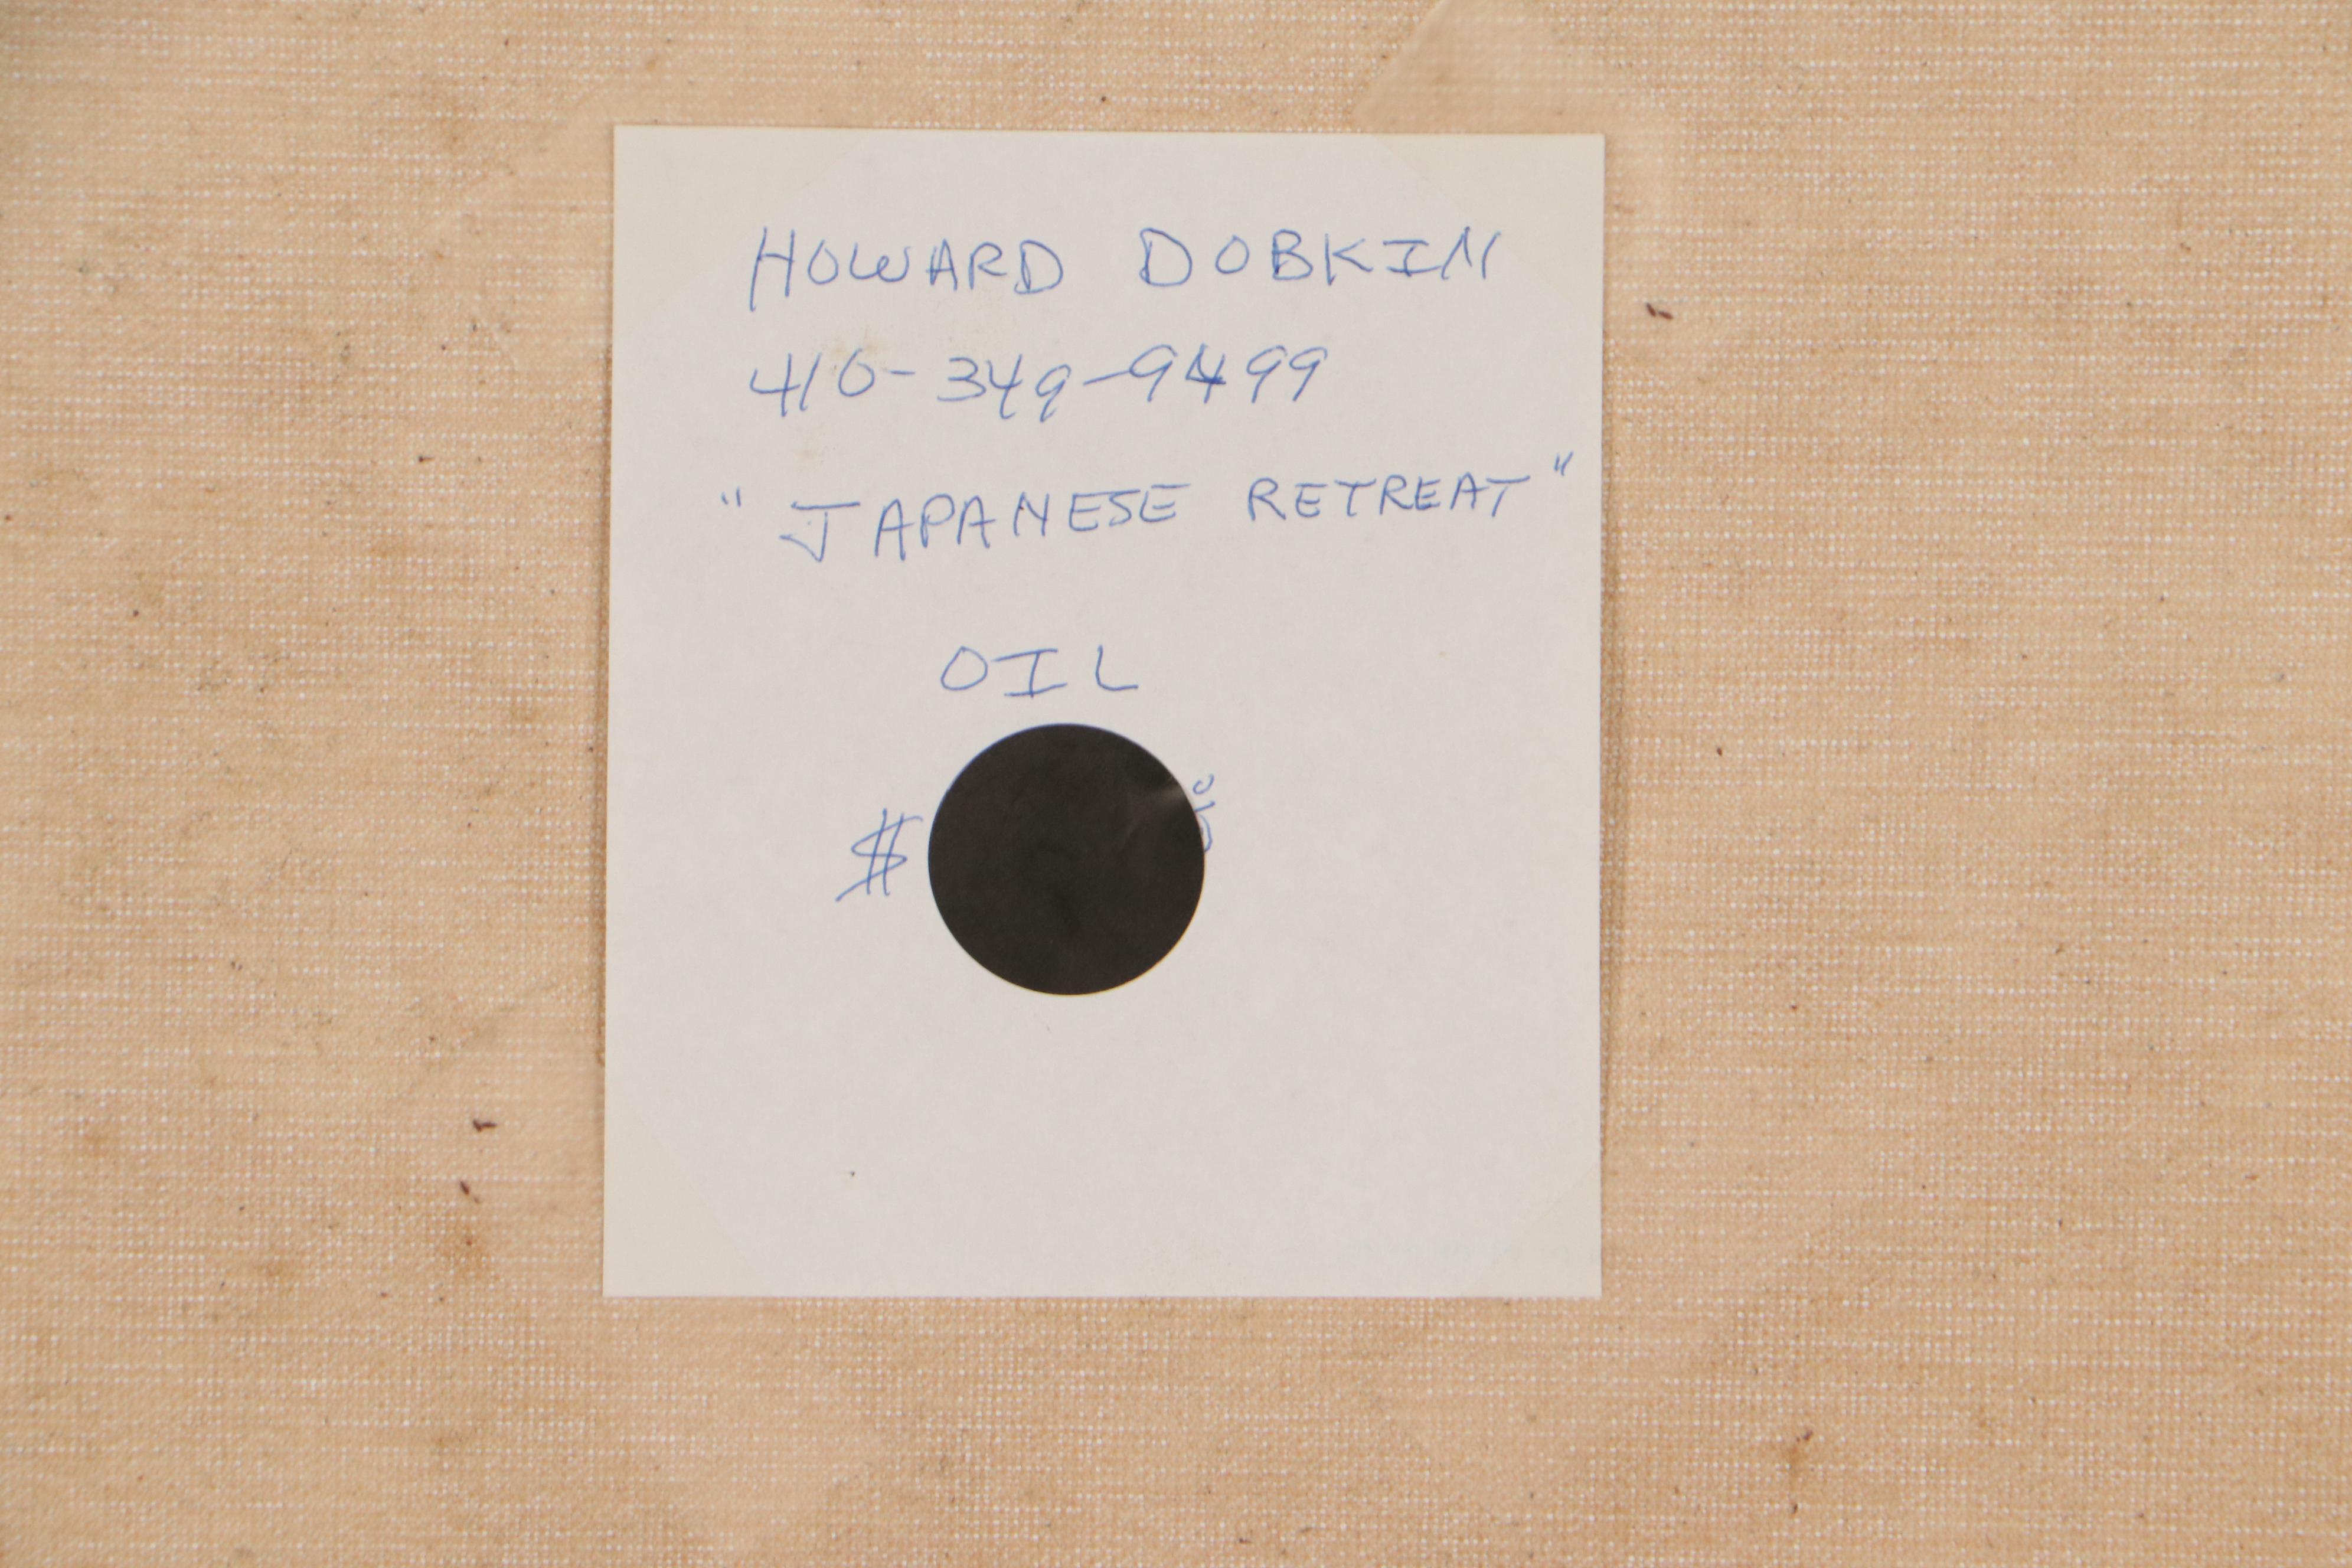 HOWARD DOBKIN
410-349-9499
"JAPANESE RETREAT"
OIL
$